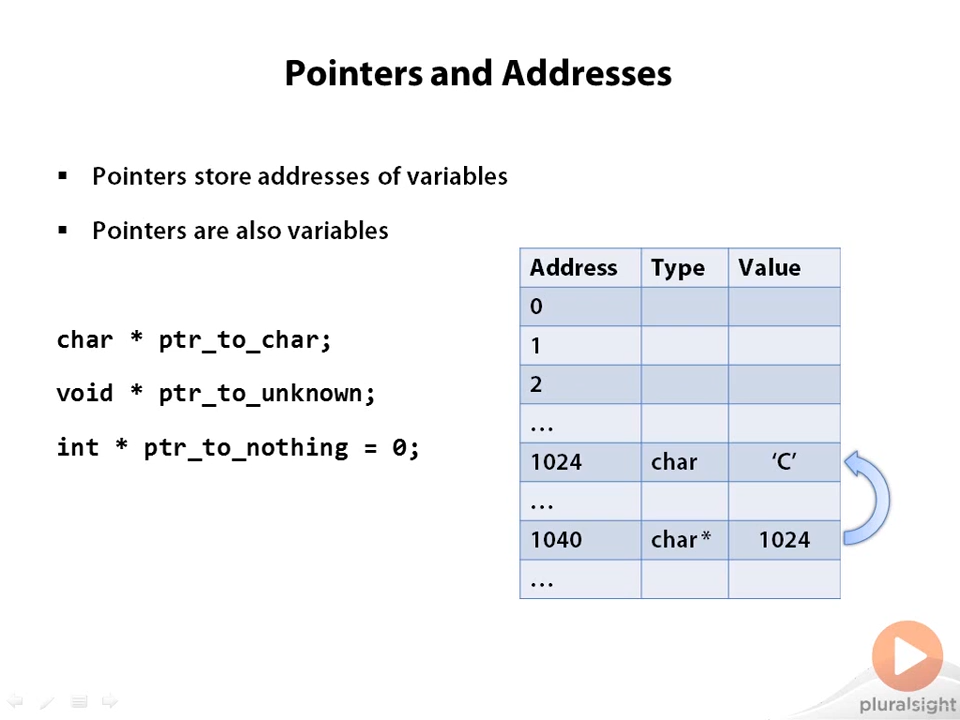 Pointers and Addresses
▪ Pointers store addresses of variables
▪ Pointers are also variables
char * ptr_to_char;
void * ptr_to_unknown;
int * ptr_to_nothing = 0;
Address Type Value
0
1
2
...
1024 char ‘C’
...
1040 char* 1024
...
pluralsight